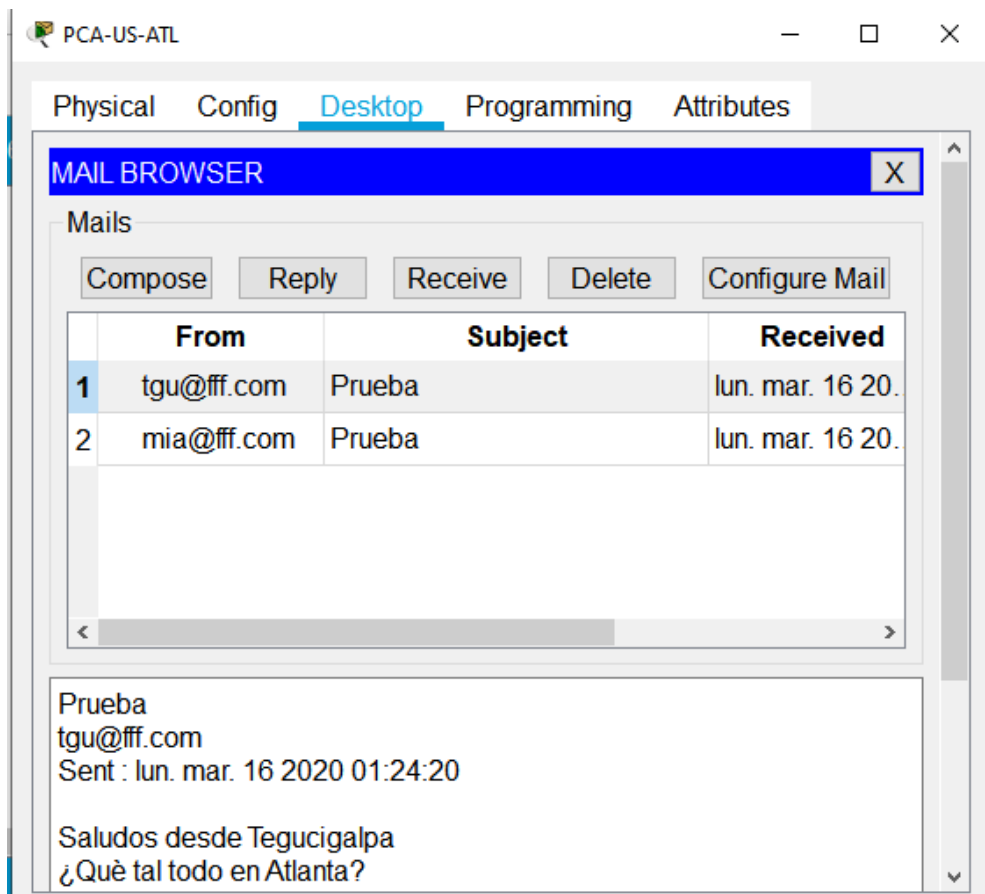 PCA-US-ATL
Physical Config Desktop Programming Attributes
MAIL BROWSER X
Mails
Compose Reply Receive Delete Configure Mail
From Subject Received
1 tgu@fff.com Prueba lun. mar. 16 20..
2 mia@fff.com Prueba lun. mar. 16 20..
Prueba
tgu@fff.com
Sent : lun. mar. 16 2020 01:24:20
Saludos desde Tegucigalpa
¿Què tal todo en Atlanta?